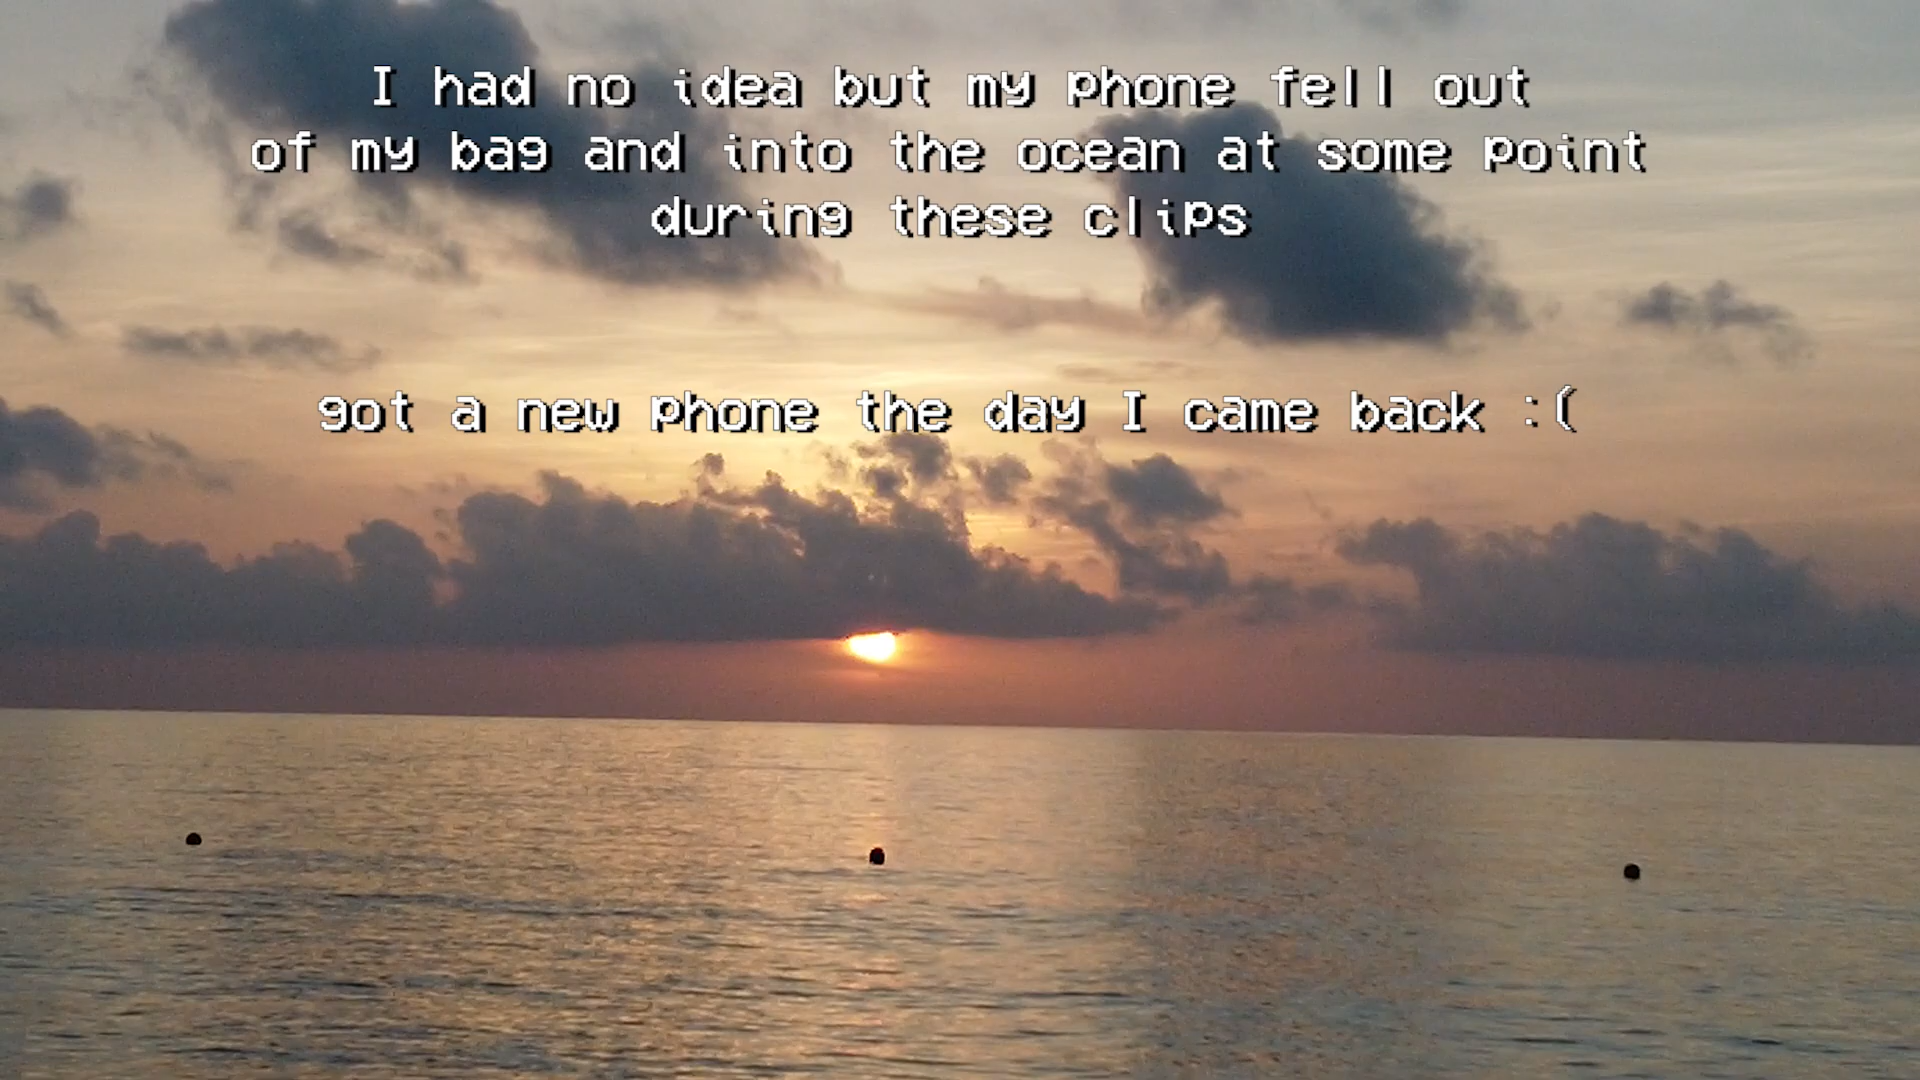 I had no idea but my phone fell out
of my bag and into the ocean at some point
during these clips
got a new phone the day I came back :(